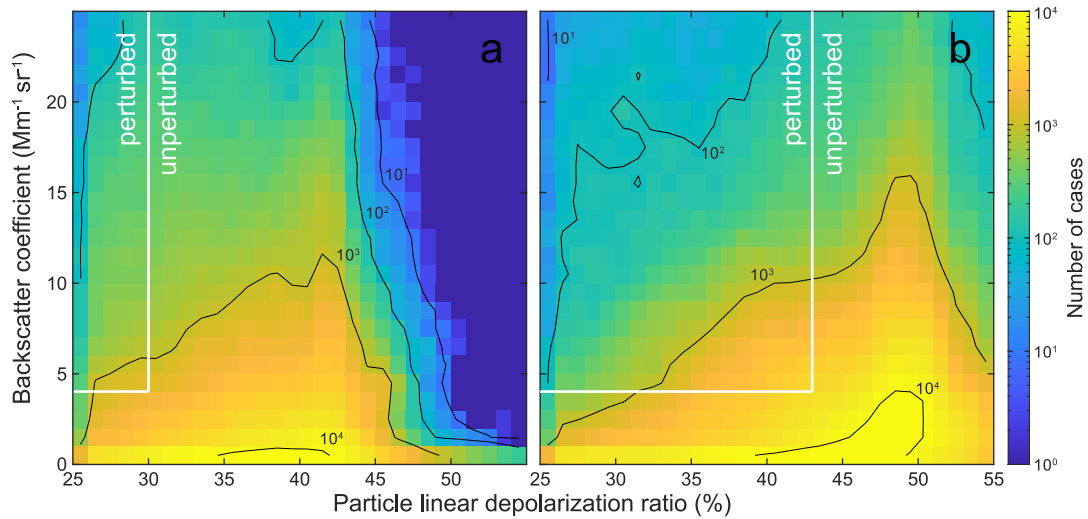 a
b
perturbed
unperturbed
perturbed
unperturbed
Backscatter coefficient (Mm⁻¹ sr⁻¹)
20
15
10
5
0
10¹
10²
10³
10⁴
10¹
10²
10³
10⁴
25 30 35 40 45 50
25 30 35 40 45 50 55
Particle linear depolarization ratio (%)
10⁴
10³
10²
10¹
10⁰
Number of cases